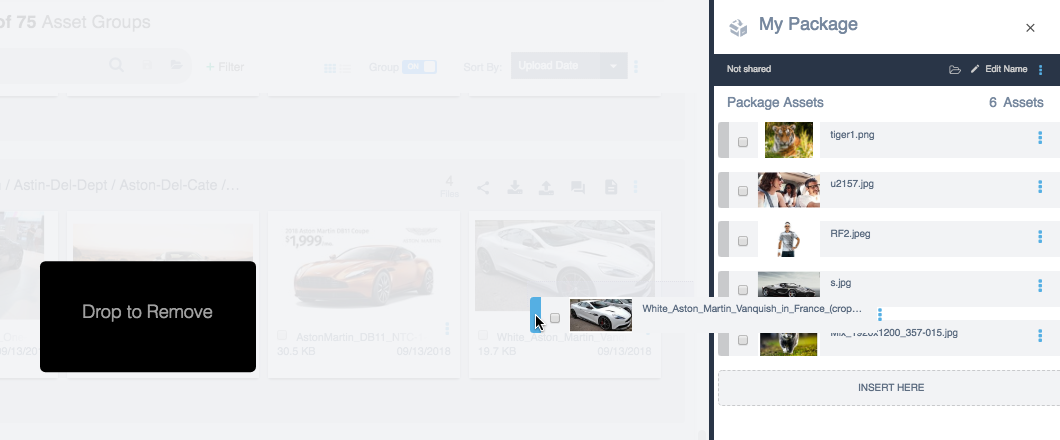 of 75 Asset Groups
+ Filter
Group
On
Sort By:
Upload Date
/ Astin-Del-Dept / Aston-Del-Cate /...
4
Files
$1,999
09/13/20
Drop to Remove
AstonMartin_DB11_NTC
30.5 KB
09/13/2018
White_Aston_Martin_
19.7 KB
09/13/2018
My Package
Not shared
Edit Name
Package Assets
6 Assets
tiger1.png
u2157.jpg
RF2.jpeg
s.jpg
White_Aston_Martin_Vanquish_in_France_(crop...
Mix_1920x1200_357-015.jpg
INSERT HERE